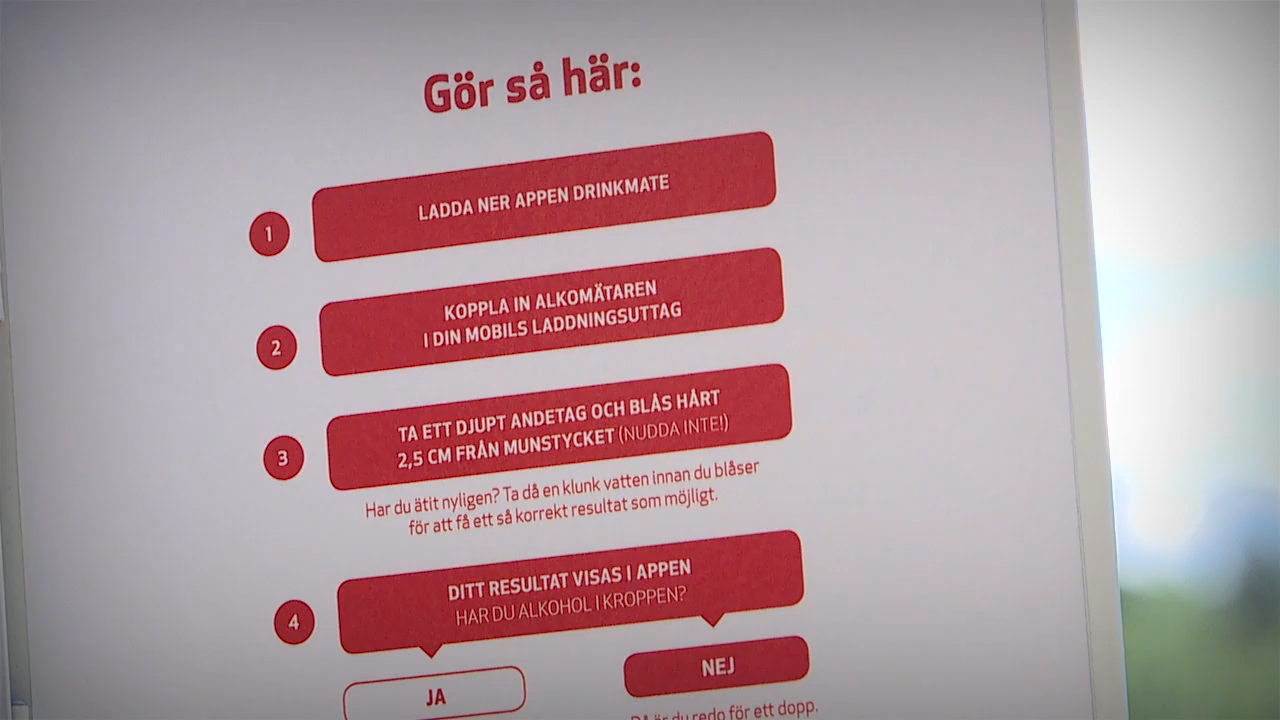 Gör så här:
1
LADDA NER APPEN DRINKMATE
2
KOPPLA IN ALKOMÄTAREN
I DIN MOBILS LADDNINGSUTTAG
3
TA ETT DJUPT ANDETAG OCH BLÅS HÅRT
2,5 CM FRÅN MUNSTYCKET (NUDDA INTE!)
Har du ätit nyligen? Ta då en klunk vatten innan du blåser
för att få ett så korrekt resultat som möjligt.
4
DITT RESULTAT VISAS I APPEN
HAR DU ALKOHOL I KROPPEN?
JA
NEJ
Då är du redo för ett dopp.